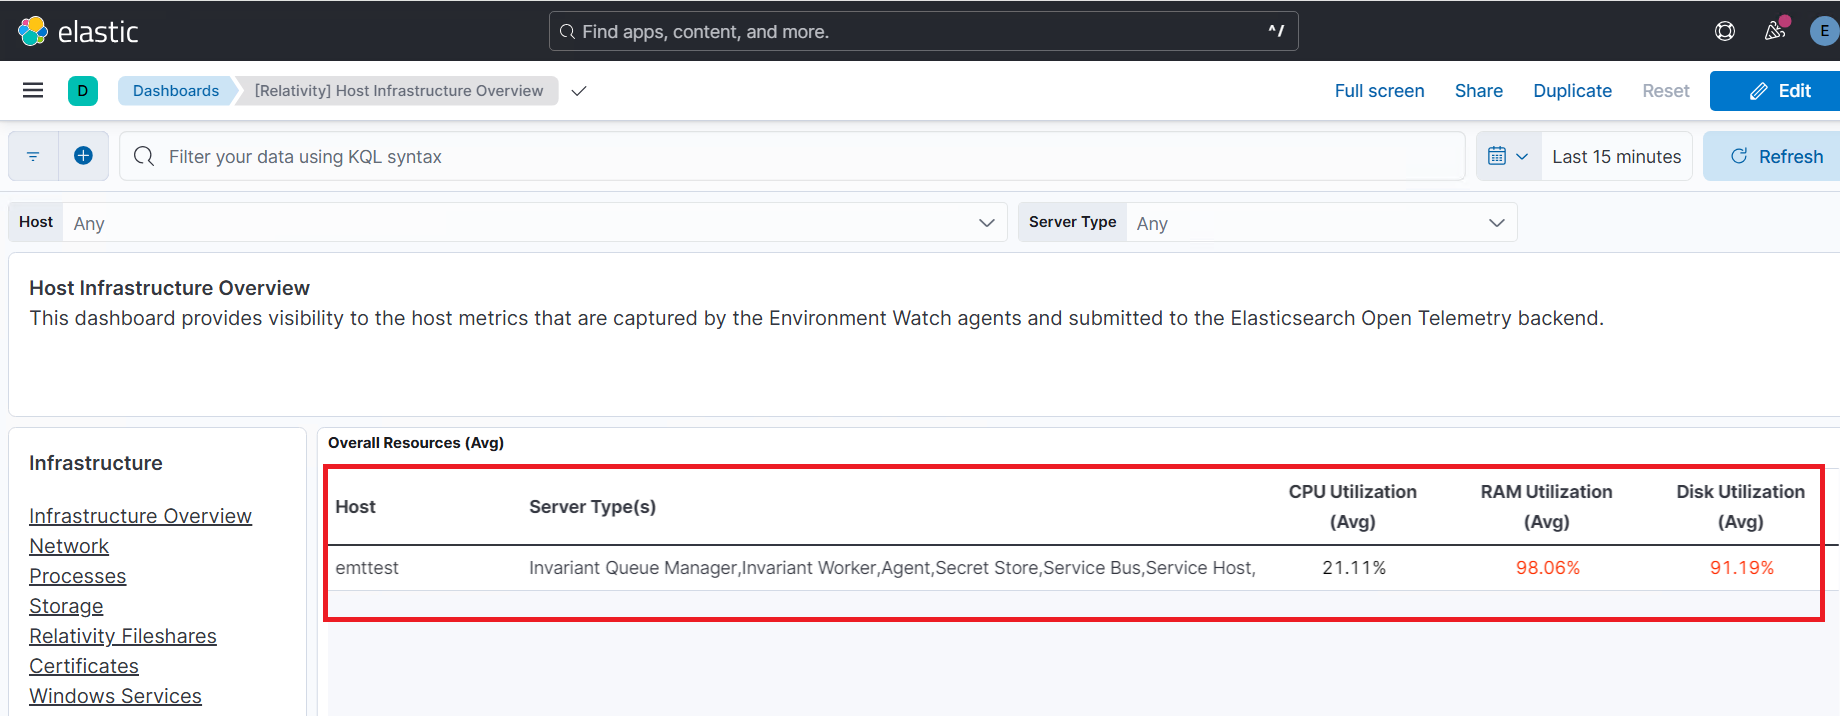 elastic
Find apps, content, and more.
^/
E
D
Dashboards
[Relativity] Host Infrastructure Overview
Full screen
Share
Duplicate
Reset
Edit
Filter your data using KQL syntax
Last 15 minutes
Refresh
Host
Any
Server Type
Any
Host Infrastructure Overview
This dashboard provides visibility to the host metrics that are captured by the Environment Watch agents and submitted to the Elasticsearch Open Telemetry backend.
Infrastructure
Infrastructure Overview
Network
Processes
Storage
Relativity Fileshares
Certificates
Windows Services
Overall Resources (Avg)
Host
Server Type(s)
CPU Utilization
(Avg)
RAM Utilization
(Avg)
Disk Utilization
(Avg)
emttest
Invariant Queue Manager,Invariant Worker,Agent,Secret Store,Service Bus,Service Host,
21.11%
98.06%
91.19%